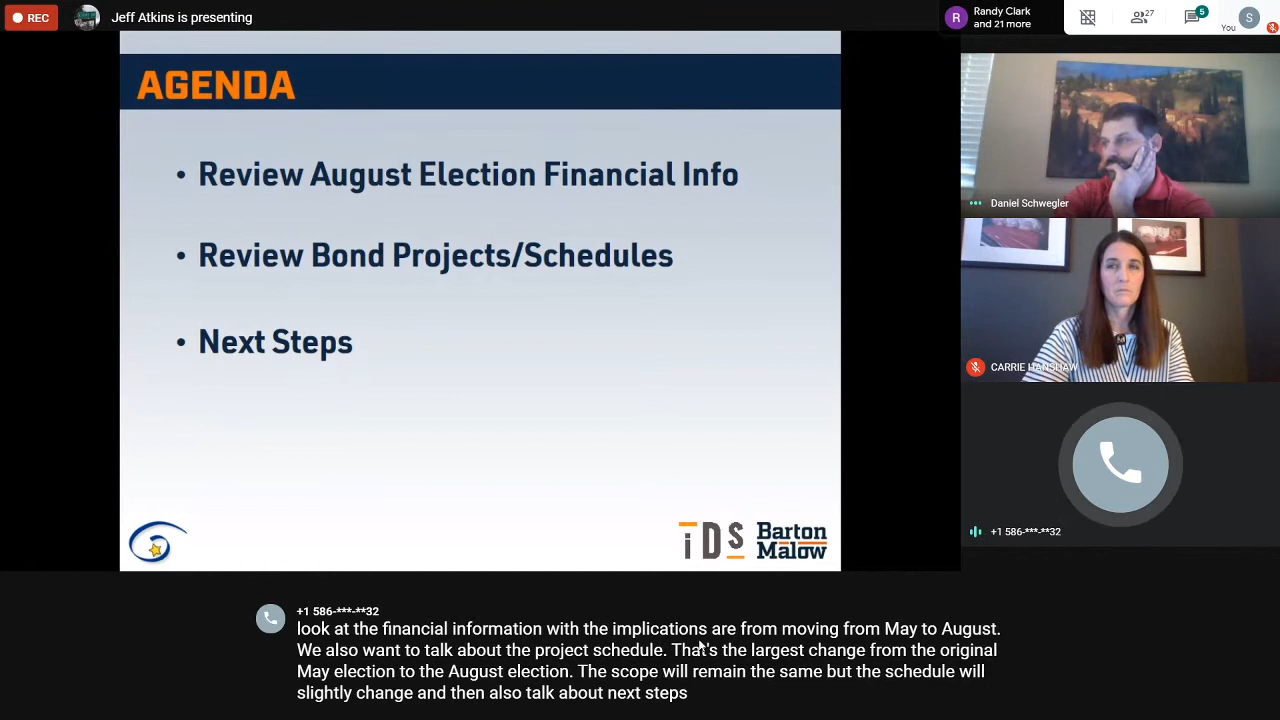 REC
Jeff Atkins is presenting
R
Randy Clark
and 21 more
27
5
You
S
AGENDA
• Review August Election Financial Info
• Review Bond Projects/Schedules
• Next Steps
iDS
Barton
Malow
Daniel Schwegler
CARRIE HANSHAW
+1 586-***-**32
+1 586-***-**32
look at the financial information with the implications are from moving from May to August.
We also want to talk about the project schedule. That's the largest change from the original
May election to the August election. The scope will remain the same but the schedule will
slightly change and then also talk about next steps